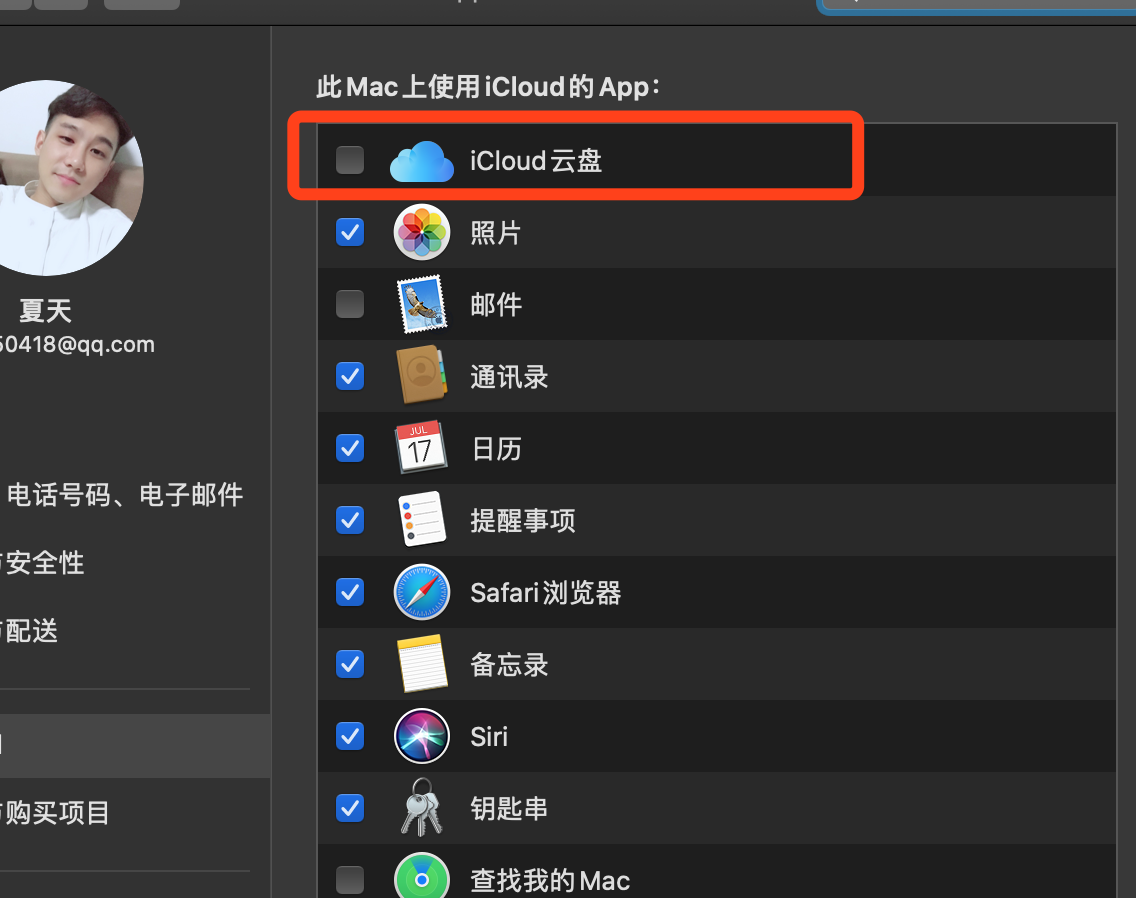 此Mac上使用iCloud的App：
iCloud云盘
照片
邮件
通讯录
JUL
17
日历
提醒事项
Safari浏览器
备忘录
Siri
钥匙串
查找我的Mac
夏天
50418@qq.com
电话号码、电子邮件
安全性
配送
购买项目